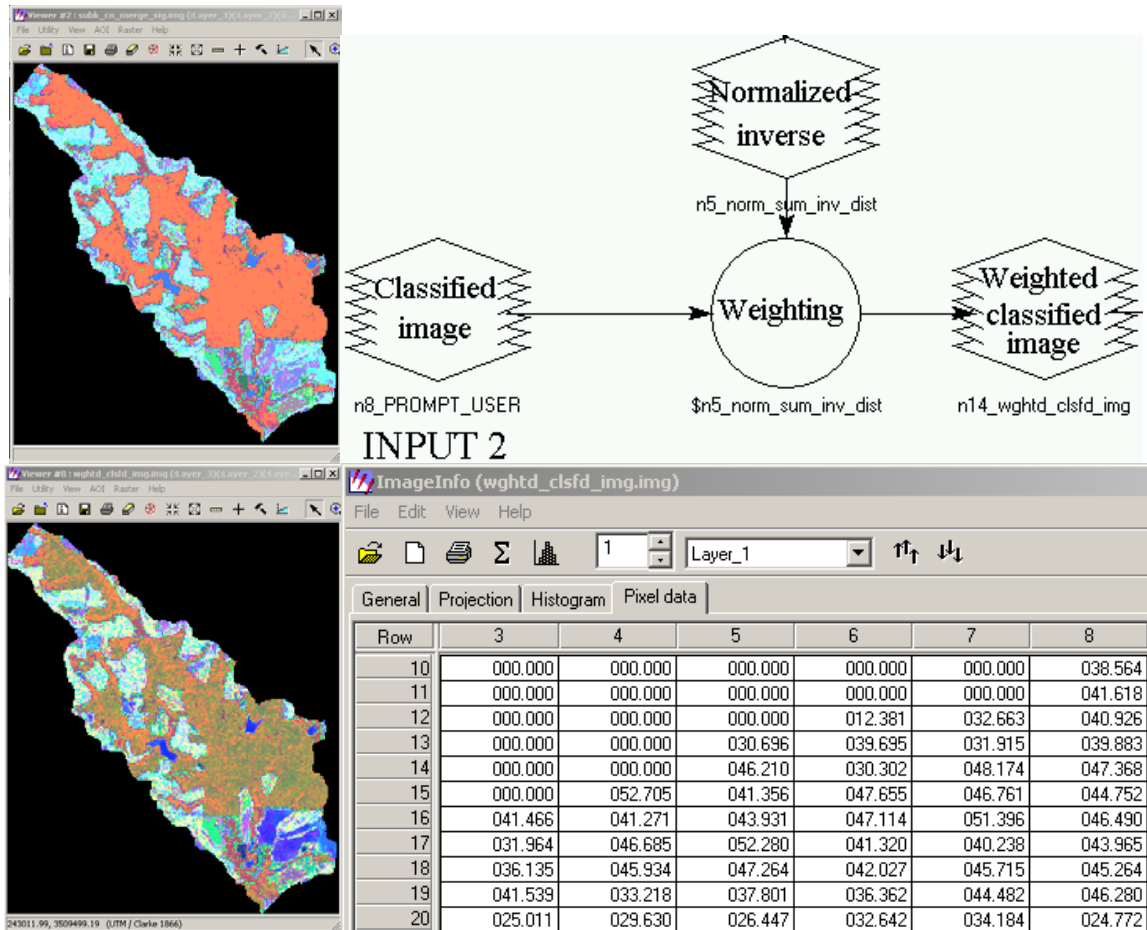 Viewer #2 : subk_cn_merge_sig.img (:Layer_3)(:Layer_2)(:L
File Utility View AOI Raster Help
Normalized
inverse
n5_norm_sum_inv_dist
Classified
image
Weighting
Weighted
classified
image
n8_PROMPT_USER
$n5_norm_sum_inv_dist
n14_wghtd_clsfd_img
INPUT 2
wghtd_clsfd_img.img (:Layer_3)(:Layer_2)(:Laye
File Utility View AOI Raster Help
243011.99, 3509499.19 (UTM / Clarke 1866)
ImageInfo (wghtd_clsfd_img.img)
File Edit View Help
Σ 1 Layer_1
General Projection Histogram Pixel data
Row 3 4 5 6 7 8
10 000.000 000.000 000.000 000.000 000.000 038.564
11 000.000 000.000 000.000 000.000 000.000 041.618
12 000.000 000.000 000.000 012.381 032.663 040.926
13 000.000 000.000 030.696 039.695 031.915 039.883
14 000.000 000.000 046.210 030.302 048.174 047.368
15 000.000 052.705 041.356 047.655 046.761 044.752
16 041.466 041.271 043.931 047.114 051.396 046.490
17 031.964 046.685 052.280 041.320 040.238 043.965
18 036.135 045.934 047.264 042.027 045.715 045.264
19 041.539 033.218 037.801 036.362 044.482 046.280
20 025.011 029.630 026.447 032.642 034.184 024.772